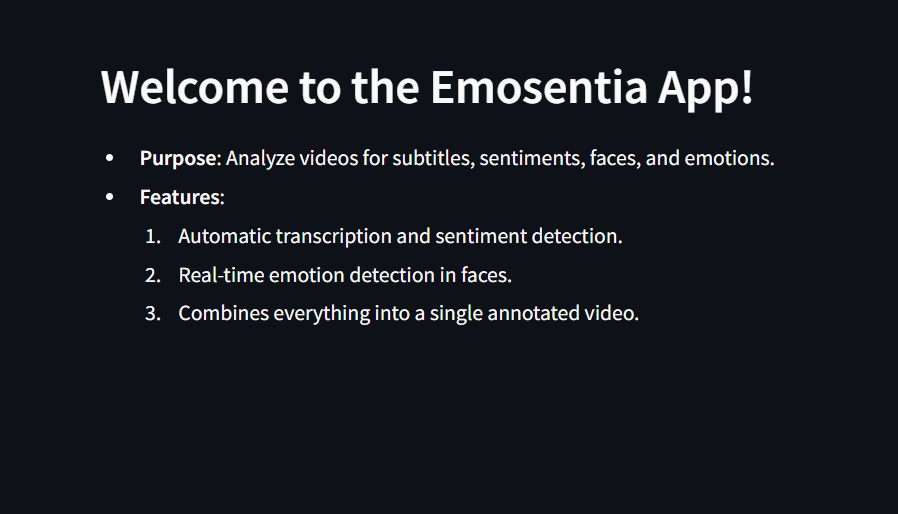 Welcome to the Emosentia App!
• Purpose: Analyze videos for subtitles, sentiments, faces, and emotions.
• Features:
1. Automatic transcription and sentiment detection.
2. Real-time emotion detection in faces.
3. Combines everything into a single annotated video.